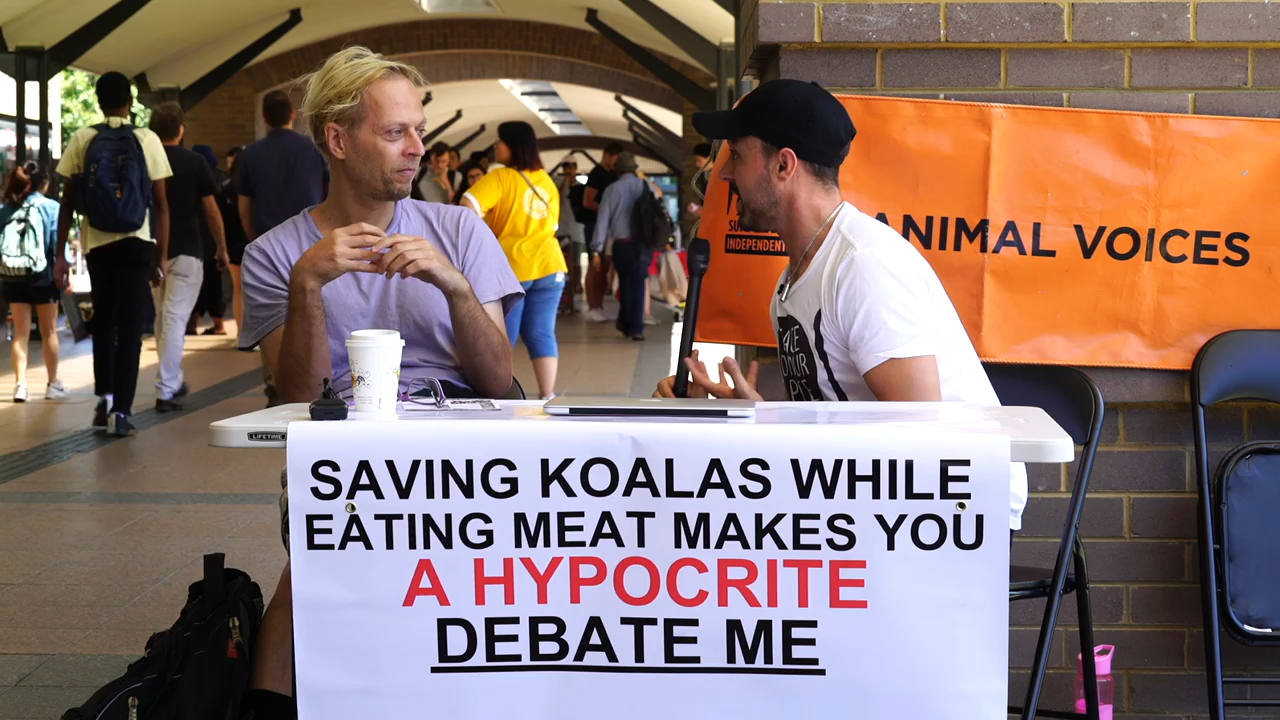 ANIMAL VOICES
INDEPENDENT
LIFETIME
SAVING KOALAS WHILE
EATING MEAT MAKES YOU
A HYPOCRITE
DEBATE ME